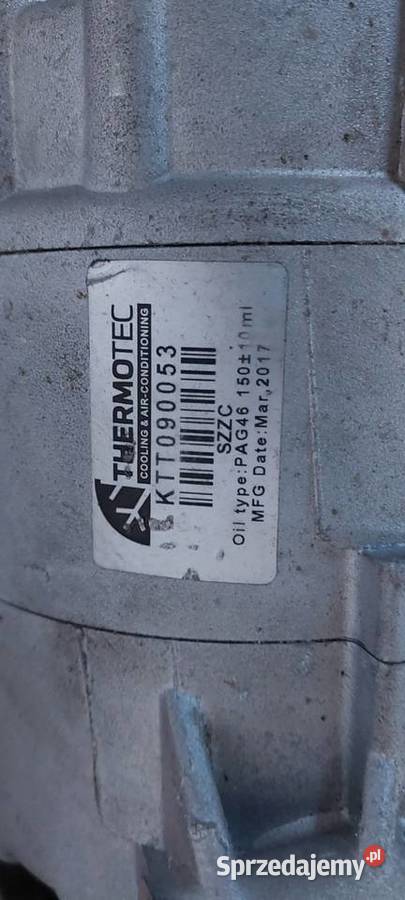 THERMOTEC
COOLING & AIR-CONDITIONING
KTT090053
SZZC
Oil type:PAG46 150±10ml
MFG Date:Mar,2017
Sprzedajemy.pl